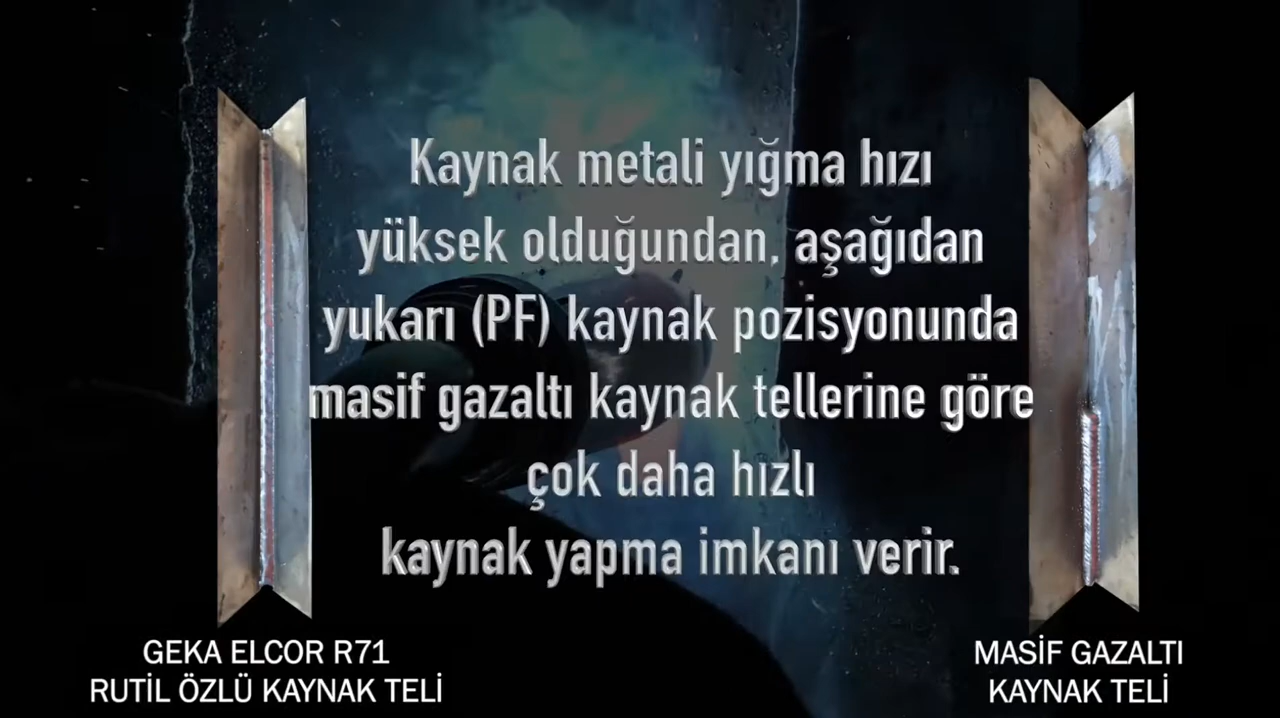 Kaynak metali yığma hızı
yüksek olduğundan, aşağıdan
yukarı (PF) kaynak pozisyonunda
masif gazaltı kaynak tellerine göre
çok daha hızlı
kaynak yapma imkanı verir.
GEKA ELCOR R71
RUTİL ÖZLÜ KAYNAK TELİ
MASİF GAZALTI
KAYNAK TELİ